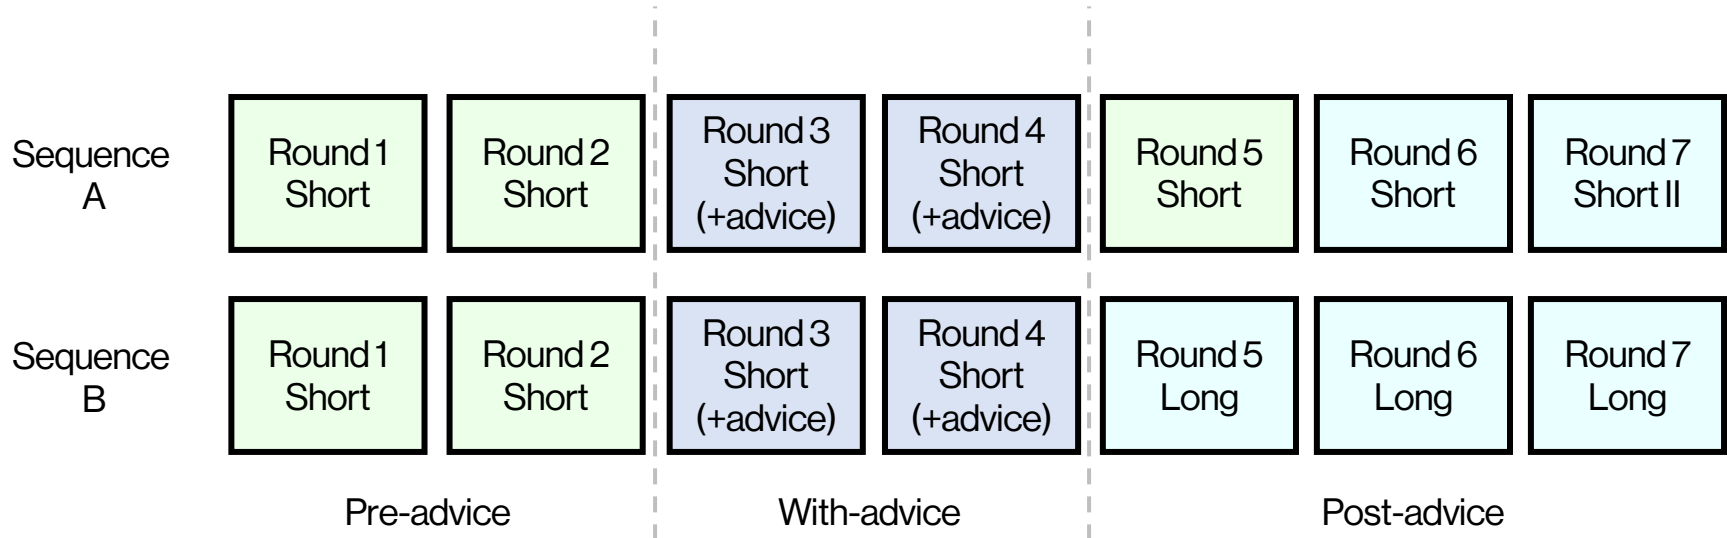 Sequence
A
Round 1
Short
Round 2
Short
Round 3
Short
(+advice)
Round 4
Short
(+advice)
Round 5
Short
Round 6
Short
Round 7
Short II
Sequence
B
Round 1
Short
Round 2
Short
Round 3
Short
(+advice)
Round 4
Short
(+advice)
Round 5
Long
Round 6
Long
Round 7
Long
Pre-advice
With-advice
Post-advice